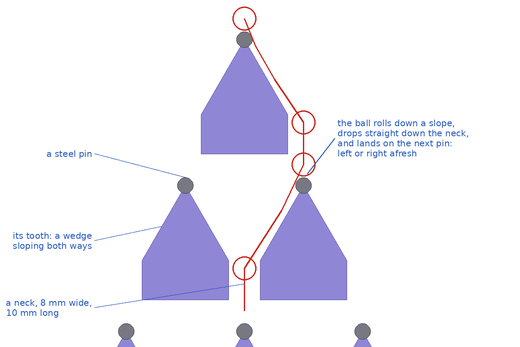 the ball rolls down a slope,
drops straight down the neck,
and lands on the next pin:
left or right afresh
a steel pin
its tooth: a wedge
sloping both ways
a neck, 8 mm wide,
10 mm long